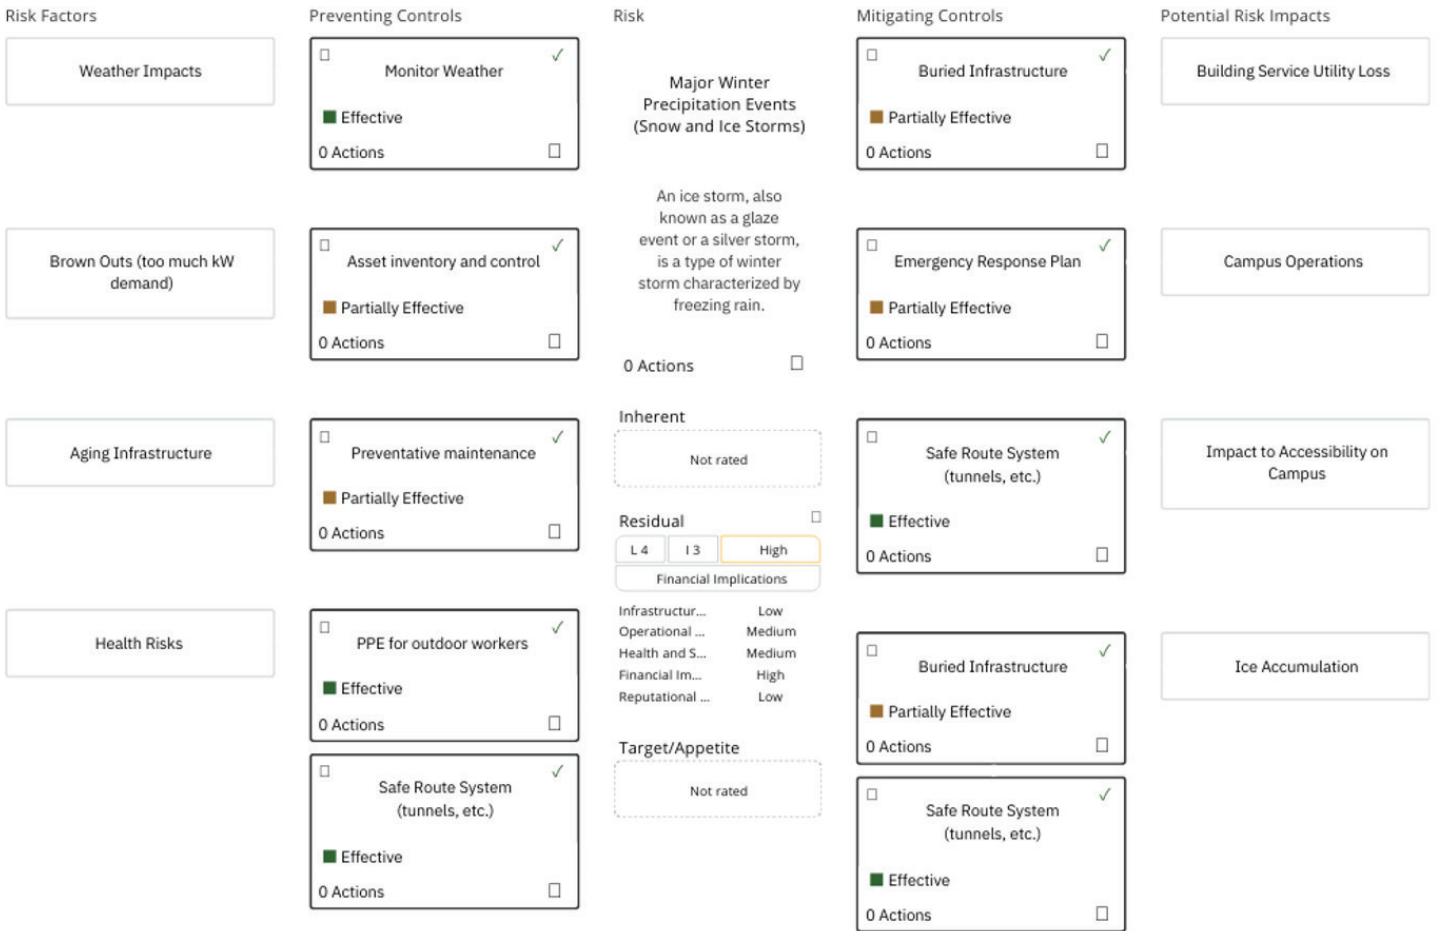 Risk Factors
Weather Impacts
Brown Outs (too much kW
demand)
Aging Infrastructure
Health Risks
Preventing Controls
Monitor Weather
Effective
0 Actions
Asset inventory and control
Partially Effective
0 Actions
Preventative maintenance
Partially Effective
0 Actions
PPE for outdoor workers
Effective
0 Actions
Safe Route System
(tunnels, etc.)
Effective
0 Actions
Risk
Major Winter
Precipitation Events
(Snow and Ice Storms)
An ice storm, also
known as a glaze
event or a silver storm,
is a type of winter
storm characterized by
freezing rain.
0 Actions
Inherent
Not rated
Residual
L 4 I 3 High
Financial Implications
Infrastructur... Low
Operational ... Medium
Health and S... Medium
Financial Im... High
Reputational ... Low
Target/Appetite
Not rated
Mitigating Controls
Buried Infrastructure
Partially Effective
0 Actions
Emergency Response Plan
Partially Effective
0 Actions
Safe Route System
(tunnels, etc.)
Effective
0 Actions
Buried Infrastructure
Partially Effective
0 Actions
Safe Route System
(tunnels, etc.)
Effective
0 Actions
Potential Risk Impacts
Building Service Utility Loss
Campus Operations
Impact to Accessibility on
Campus
Ice Accumulation